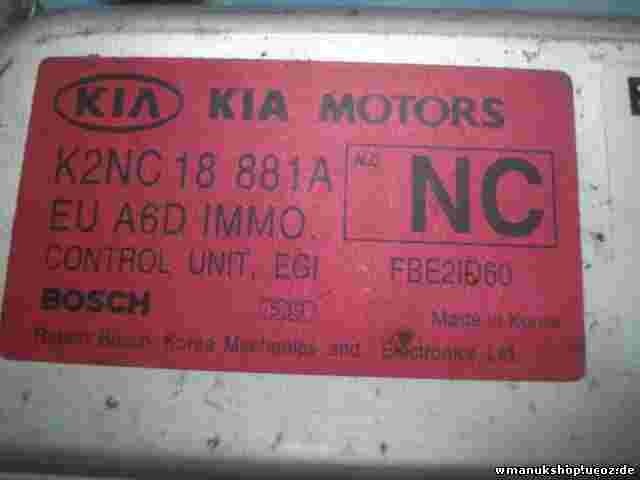 KIA KIA MOTORS
K2NC 18 881A
NC
EU A6D IMMO.
CONTROL UNIT, EGI FBE2
BOSCH
Made in Korea
Robert Bosch Korea Mechanics and Electronics Ltd.
wmanukshop.ucoz.de